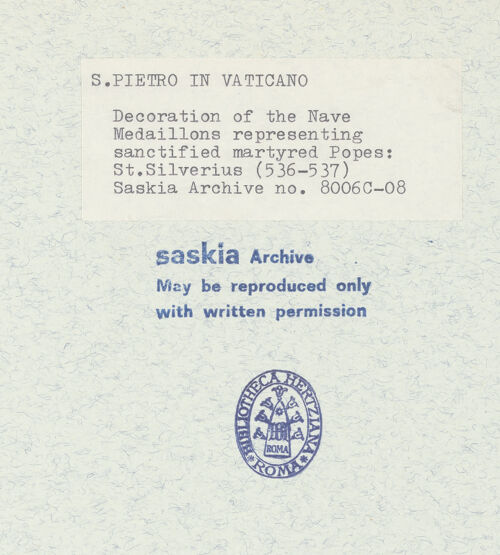 S.PIETRO IN VATICANO
Decoration of the Nave
Medaillons representing
sanctified martyred Popes:
St.Silverius (536-537)
Saskia Archive no. 8006C-08
saskia Archive
May be reproduced only
with written permission
BIBLIOTHECA HERTZIANA
ROMA
* ROMA *